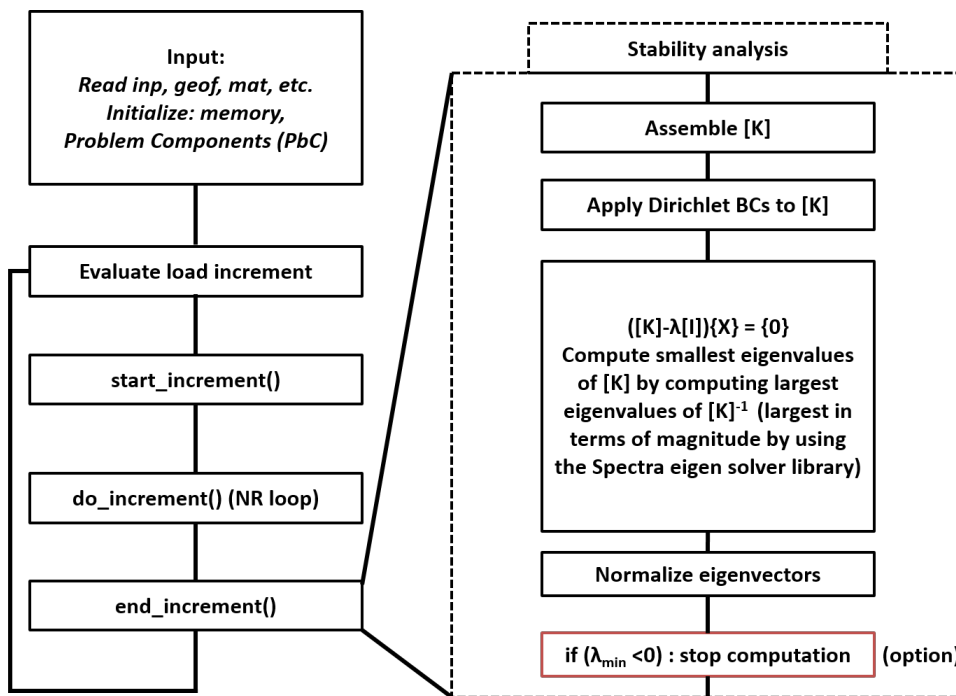 Input:
Read inp, geof, mat, etc.
Initialize: memory,
Problem Components (PbC)
Evaluate load increment
start_increment()
do_increment() (NR loop)
end_increment()
Stability analysis
Assemble [K]
Apply Dirichlet BCs to [K]
([K]-λ[I]){X} = {0}
Compute smallest eigenvalues
of [K] by computing largest
eigenvalues of [K]⁻¹ (largest in
terms of magnitude by using
the Spectra eigen solver library)
Normalize eigenvectors
if (λmin <0) : stop computation (option)